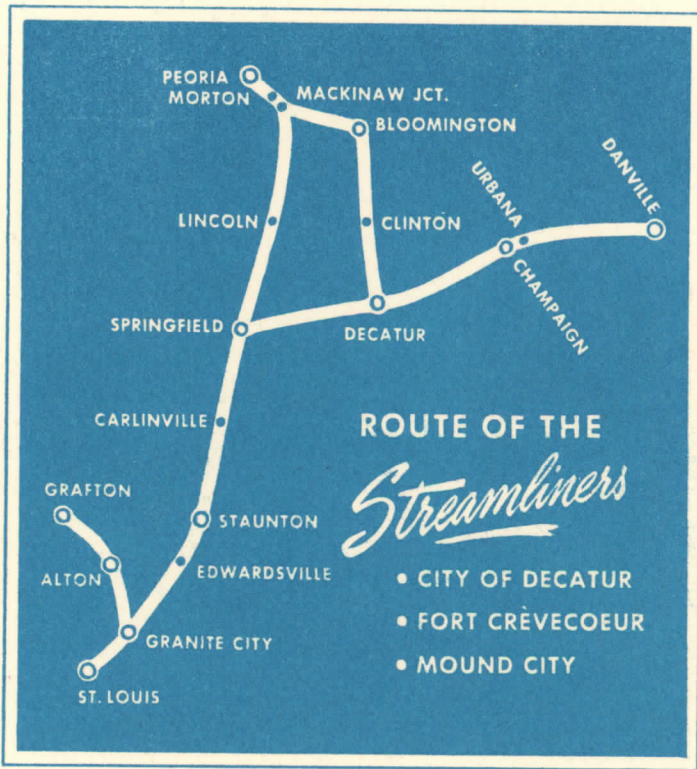 PEORIA
MORTON
MACKINAW JCT.
BLOOMINGTON
DANVILLE
URBANA
LINCOLN
CLINTON
CHAMPAIGN
SPRINGFIELD
DECATUR
CARLINVILLE
ROUTE OF THE
Streamliners
GRAFTON
STAUNTON
ALTON
EDWARDSVILLE
• CITY OF DECATUR
• FORT CRÈVECOEUR
• MOUND CITY
GRANITE CITY
ST. LOUIS